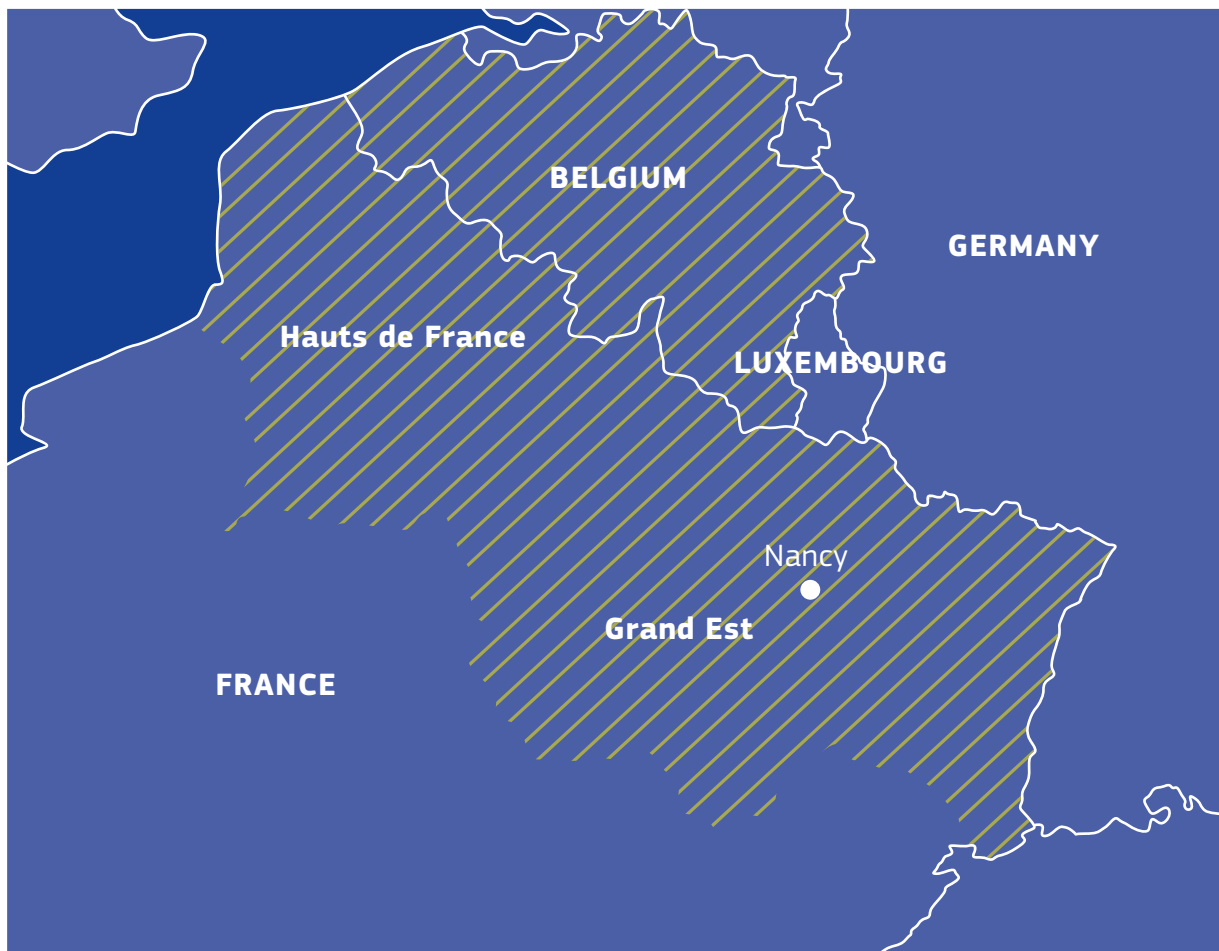 BELGIUM
GERMANY
Hauts de France
LUXEMBOURG
Nancy
Grand Est
FRANCE